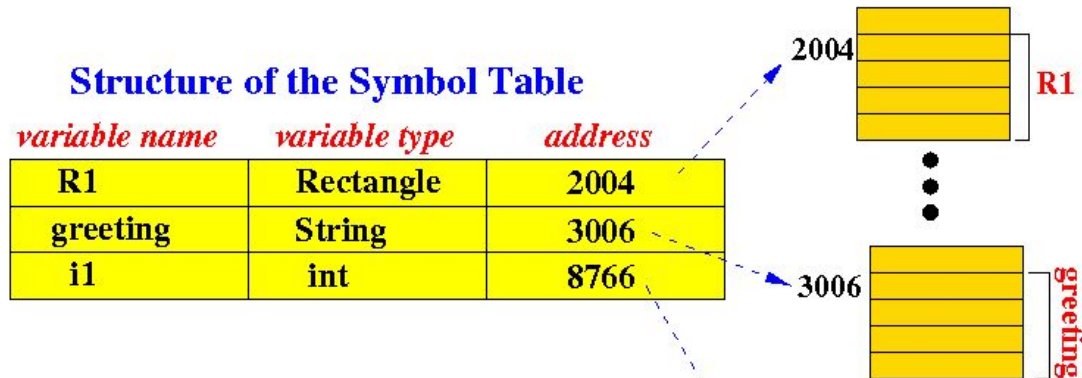 Structure of the Symbol Table
variable name variable type address
R1 Rectangle 2004
greeting String 3006
i1 int 8766
2004
R1
3006
greeting